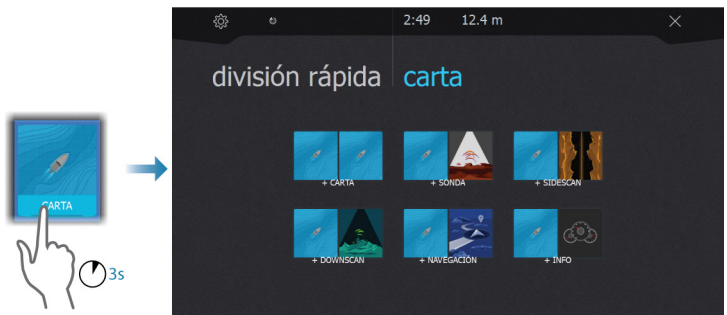 2:49 12.4 m
división rápida carta
+ CARTA + SONDA + SIDESCAN
CARTA
+ DOWNSCAN + NAVEGACIÓN + INFO
3s